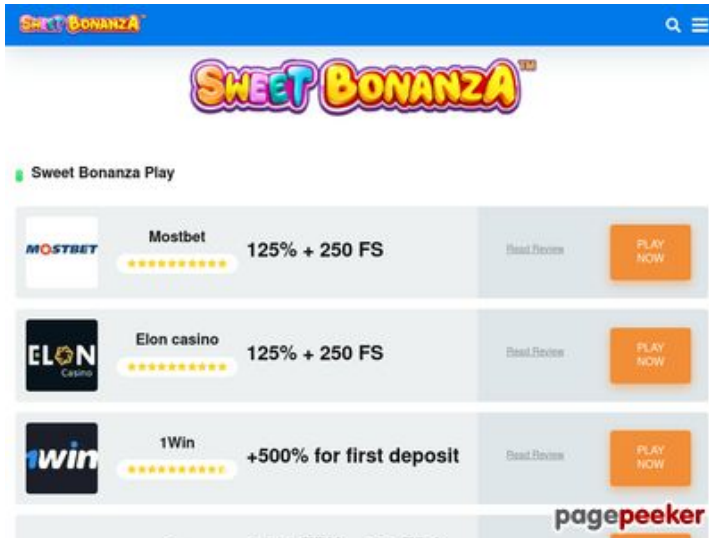 SWEET BONANZA
SWEET BONANZA™
Sweet Bonanza Play
MOSTBET
Mostbet
125% + 250 FS
Read Review
PLAY
NOW
ELON
Casino
Elon casino
125% + 250 FS
Read Review
PLAY
NOW
1win
1Win
+500% for first deposit
Read Review
PLAY
NOW
pagepeeker